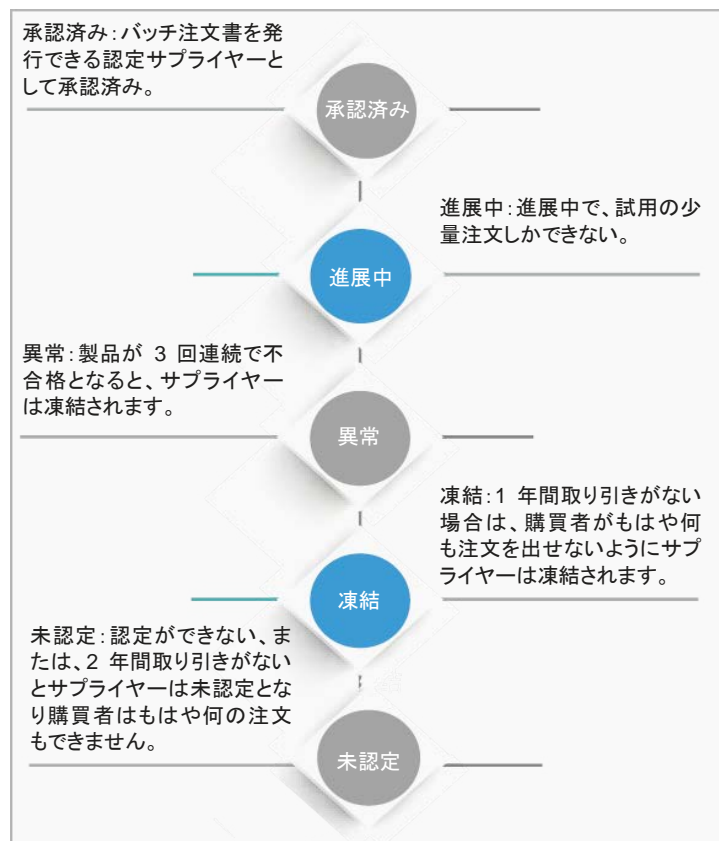 承認済み：バッチ注文書を発
行できる認定サプライヤーと
して承認済み。
承認済み
進展中：進展中で、試用の少
量注文しかできない。
進展中
異常：製品が 3 回連続で不
合格となると、サプライヤー
は凍結されます。
異常
凍結：1 年間取り引きがない
場合は、購買者がもはや何
も注文を出せないようにサプ
ライヤーは凍結されます。
凍結
未認定：認定ができない、ま
たは、2 年間取り引きがない
とサプライヤーは未認定とな
り購買者はもはや何の注文
もできません。
未認定